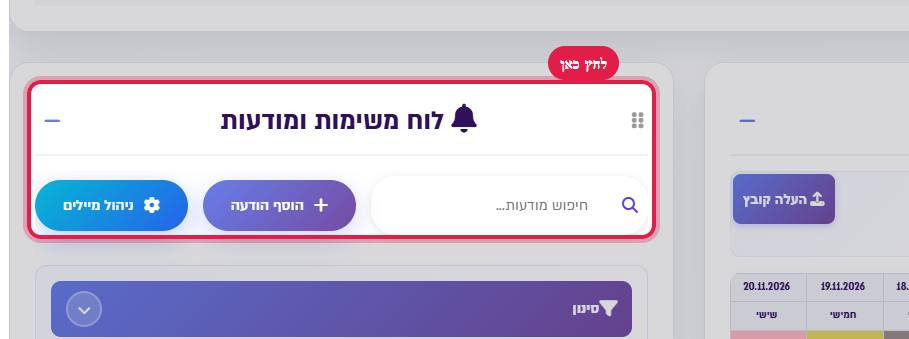 לחץ כאן
לוח משימות ומודעות
חיפוש מודעות...
הוסף הודעה
ניהול מיילים
סינון
העלה קובץ
18.
19.11.2026
20.11.2026
חמישי
שישי